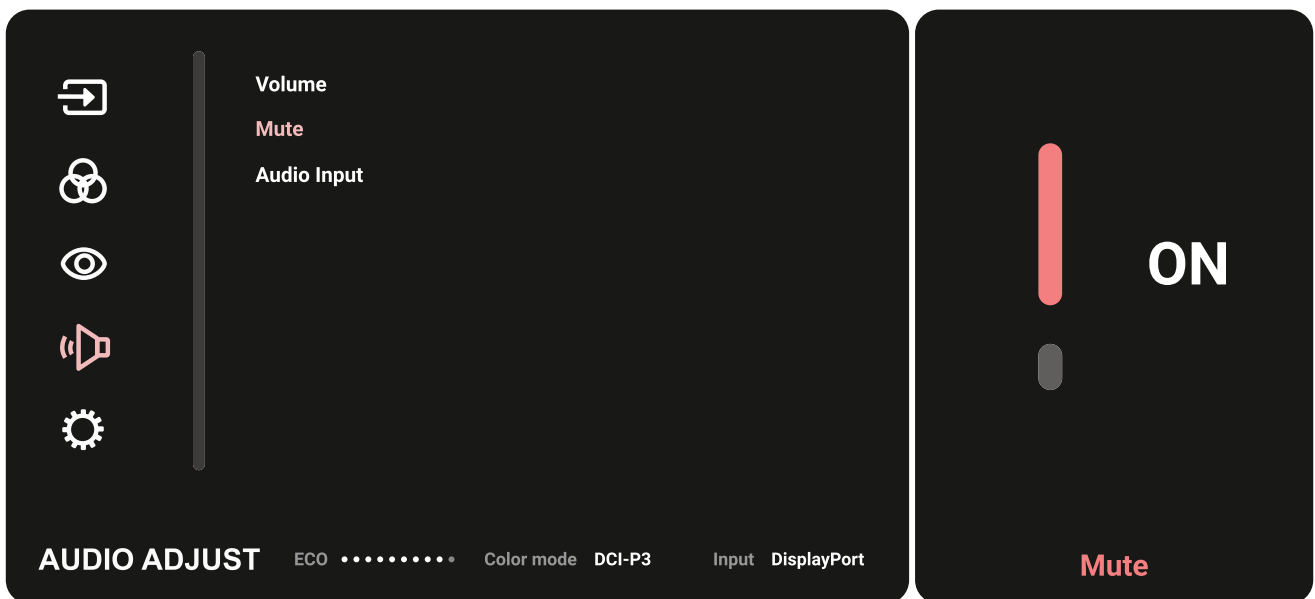 Volume
Mute
Audio Input
ON
AUDIO ADJUST ECO Color mode DCI-P3 Input DisplayPort
Mute